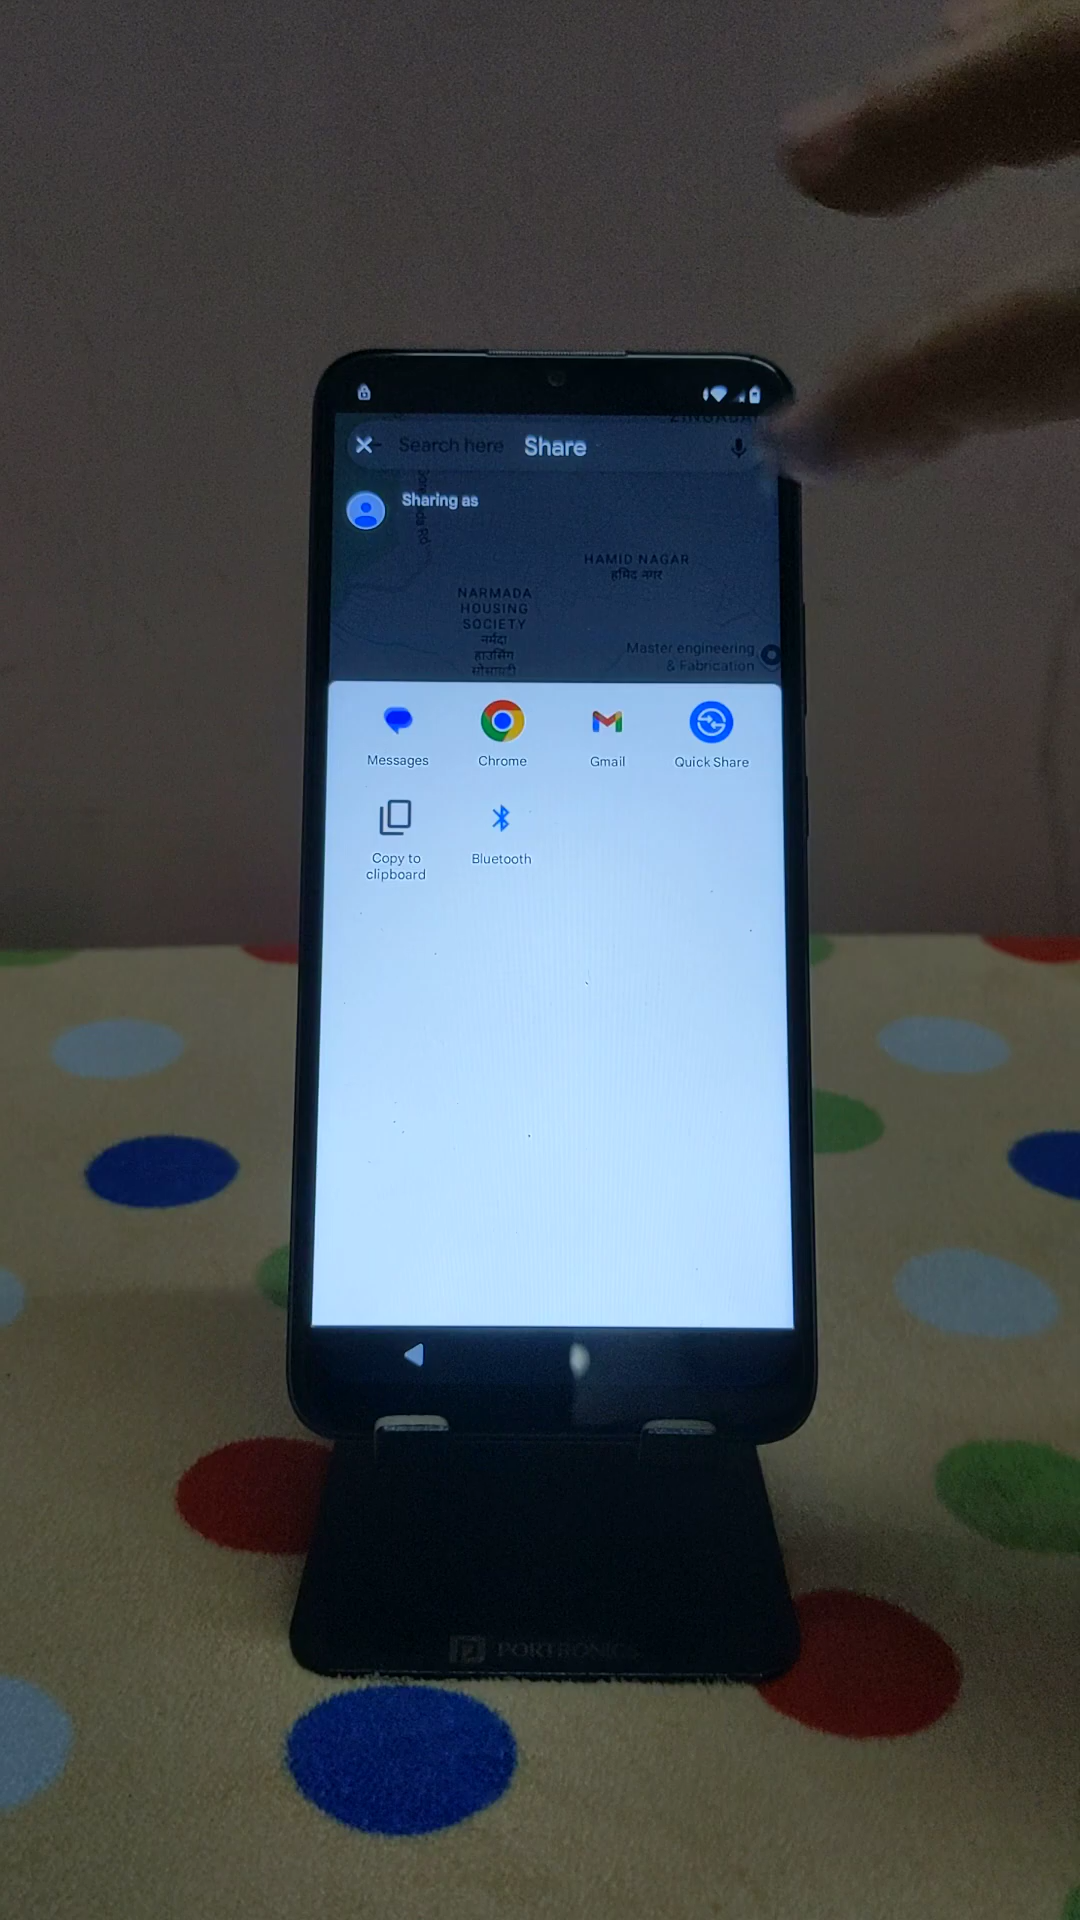 Search here
Share
Sharing as
HAMID NAGAR
हमिद नगर
NARMADA
HOUSING
SOCIETY
नर्मदा
हाउसिंग
सोसायटी
Master engineering
& Fabrication
Messages
Chrome
Gmail
Quick Share
Copy to
clipboard
Bluetooth
PORTRONICS